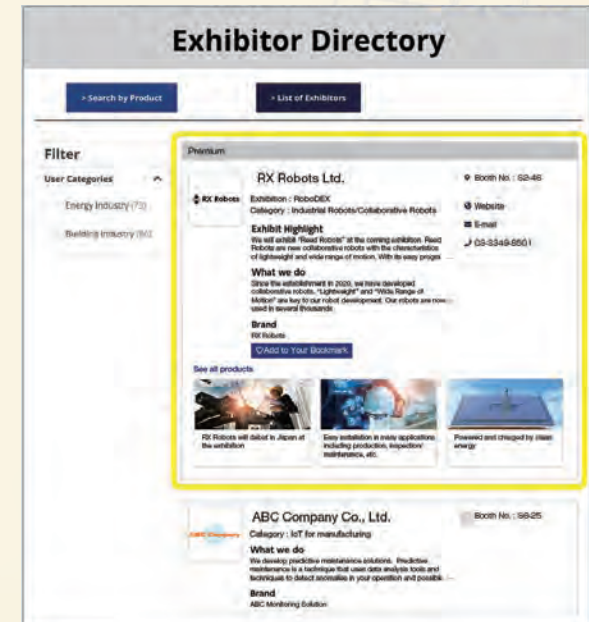 Exhibitor Directory
> Search by Product
> List of Exhibitors
Filter
User Categories
Energy Industry (73)
Building Industry (80)
Premium
RX Robots
RX Robots Ltd.
Exhibition : RoboDEX
Category : Industrial Robots/Collaborative Robots
Exhibit Highlight
We will exhibit "Reed Robots" at the coming exhibition. Reed
Robots are new collaborative robots with the characteristics
of lightweight and wide range of motion. With its easy progra ...
What we do
Since the establishment in 2020, we have developed
collaborative robots. "Lightweight" and "Wide Range of
Motion" are key to our robot development. Our robots are now
used in several thousands
Brand
RX Robots
Add to Your Bookmark
Booth No. : S2-46
Website
E-mail
03-3349-8501
See all products
RX Robots will debut in Japan at
the exhibition
Easy installation in many applications
including production, inspection/
maintenance, etc.
Powered and charged by clean
energy
ABC Company
ABC Company Co., Ltd.
Category : IoT for manufacturing
What we do
We develop predictive maintenance solutions. Predictive
maintenance is a technique that uses data analysis tools and
techniques to detect anomalies in your operation and possible ...
Brand
ABC Monitoring Solution
Booth No. : S6-25